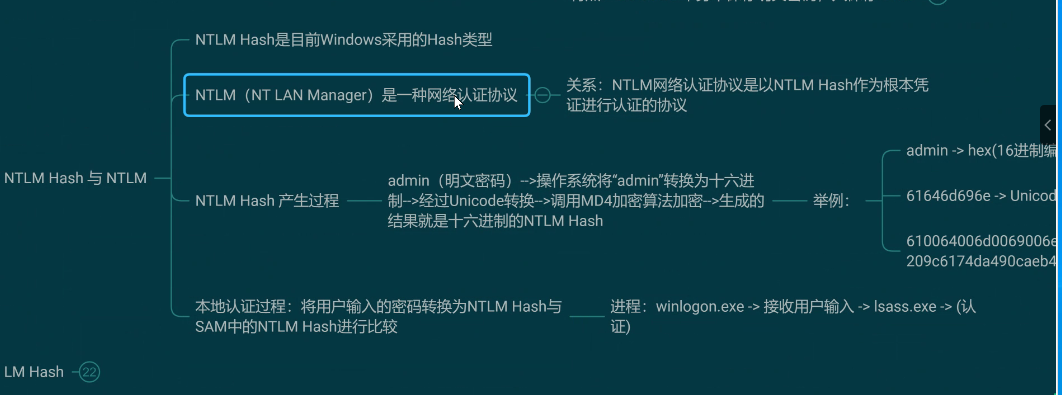 NTLM Hash是目前Windows采用的Hash类型
NTLM（NT LAN Manager）是一种网络认证协议
关系：NTLM网络认证协议是以NTLM Hash作为根本凭
证进行认证的协议
admin -> hex(16进制编
NTLM Hash 与 NTLM
admin（明文密码）-->操作系统将“admin”转换为十六进
制-->经过Unicode转换-->调用MD4加密算法加密-->生成的
结果就是十六进制的NTLM Hash
NTLM Hash 产生过程
举例：
61646d696e -> Unicod
610064006d0069006e
209c6174da490caeb4
本地认证过程：将用户输入的密码转换为NTLM Hash与
SAM中的NTLM Hash进行比较
进程：winlogon.exe -> 接收用户输入 -> lsass.exe -> (认
证)
LM Hash 22